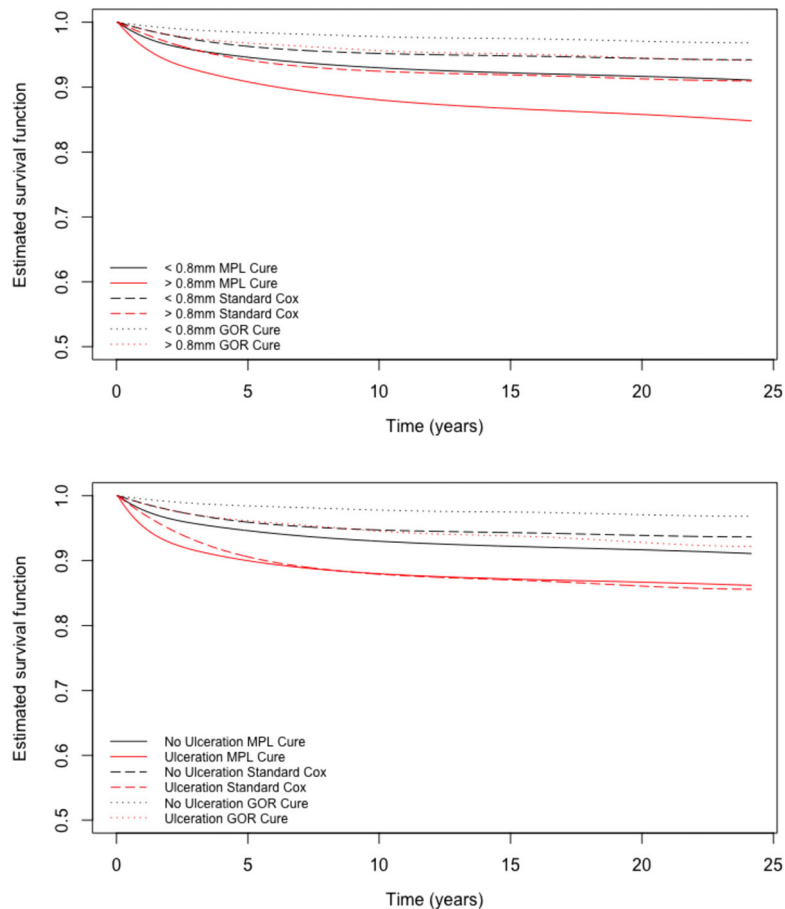 Estimated survival function
1.0
0.9
0.8
0.7
0.6
0.5
< 0.8mm MPL Cure
> 0.8mm MPL Cure
< 0.8mm Standard Cox
> 0.8mm Standard Cox
< 0.8mm GOR Cure
> 0.8mm GOR Cure
0 5 10 15 20 25
Time (years)
Estimated survival function
1.0
0.9
0.8
0.7
0.6
0.5
No Ulceration MPL Cure
Ulceration MPL Cure
No Ulceration Standard Cox
Ulceration Standard Cox
No Ulceration GOR Cure
Ulceration GOR Cure
0 5 10 15 20 25
Time (years)